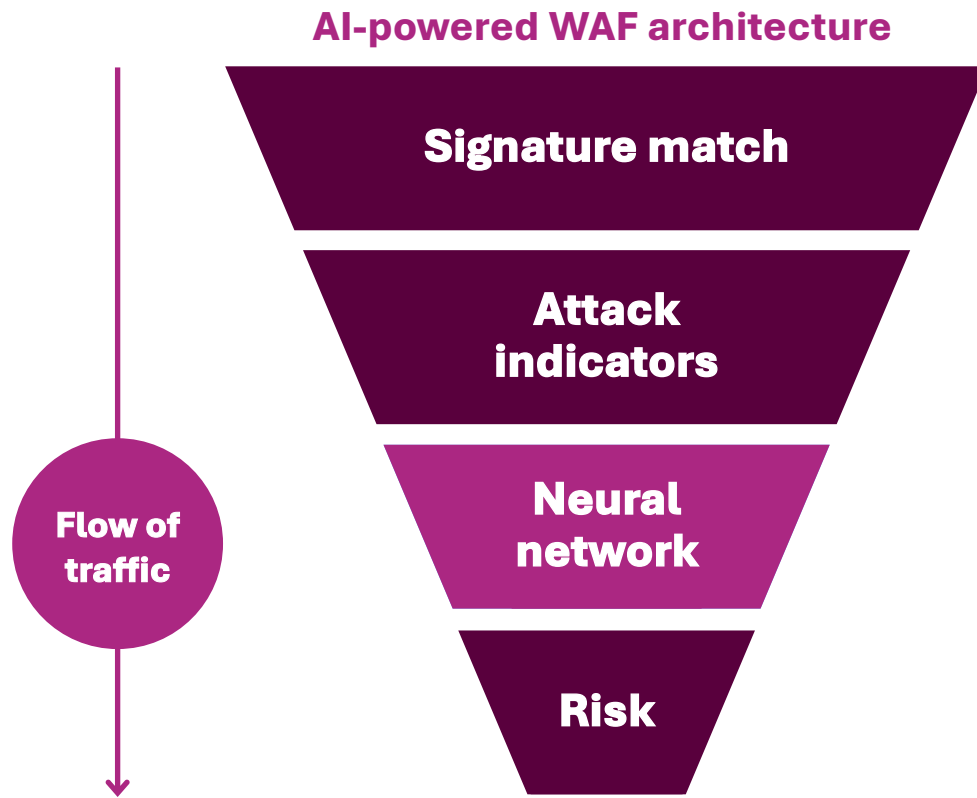 AI-powered WAF architecture
Signature match
Attack
indicators
Neural
network
Flow of
traffic
Risk